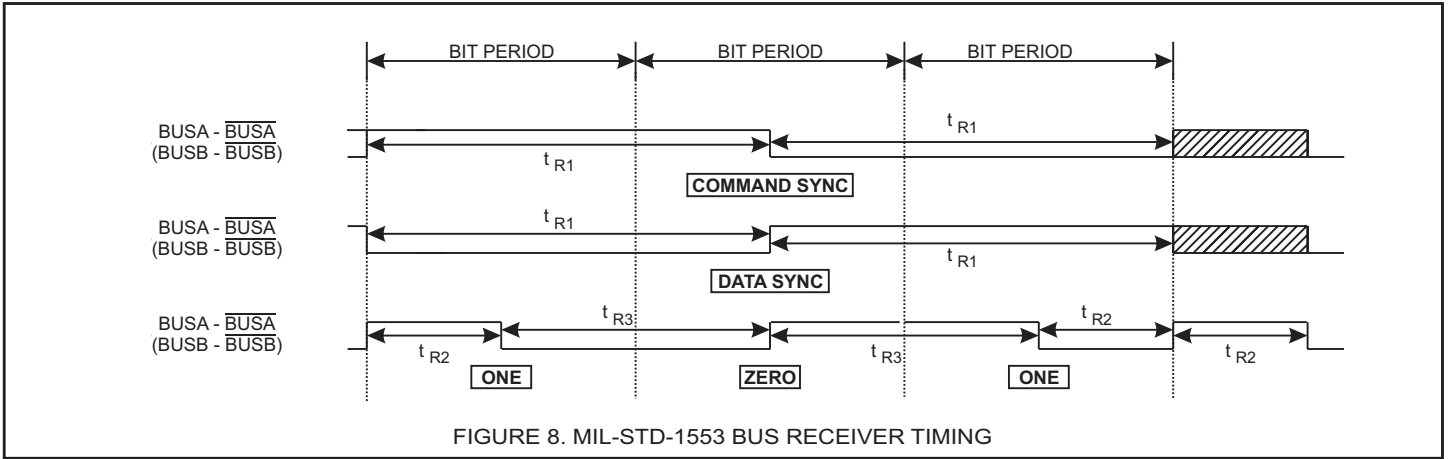 BIT PERIOD BIT PERIOD BIT PERIOD
BUSA - BUSA
(BUSB - BUSB)
t R1
t R1
COMMAND SYNC
BUSA - BUSA
(BUSB - BUSB)
t R1
t R1
DATA SYNC
BUSA - BUSA
(BUSB - BUSB)
t R3 t R2
t R2 t R3 t R2
ONE ZERO ONE
FIGURE 8. MIL-STD-1553 BUS RECEIVER TIMING